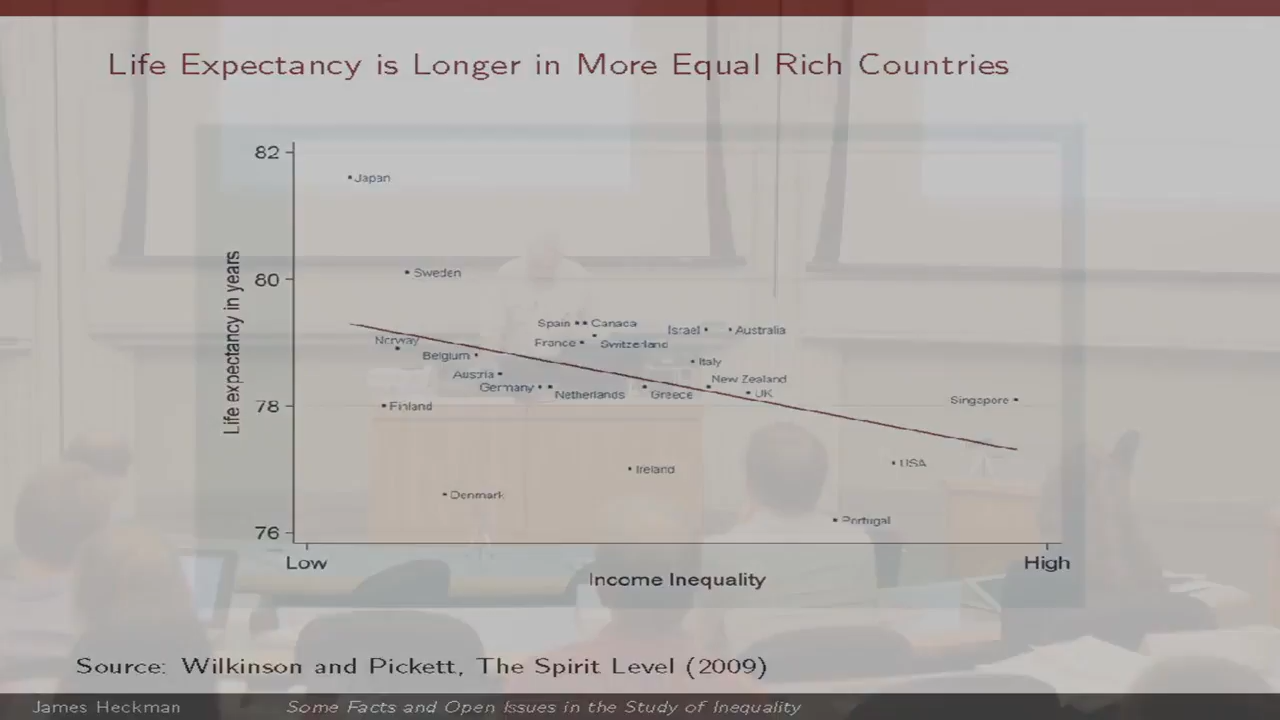 Life Expectancy is Longer in More Equal Rich Countries
82
Japan
80
Sweden
Life expectancy in years
Spain Canada
Israel Australia
Norway
France Switzerland
Belgium
Italy
Austria
New Zealand
Germany Netherlands
Greece UK
78
Finland
Singapore
Ireland
USA
Denmark
Portugal
76
Low
High
Income Inequality
Source: Wilkinson and Pickett, The Spirit Level (2009)
James Heckman Some Facts and Open Issues in the Study of Inequality